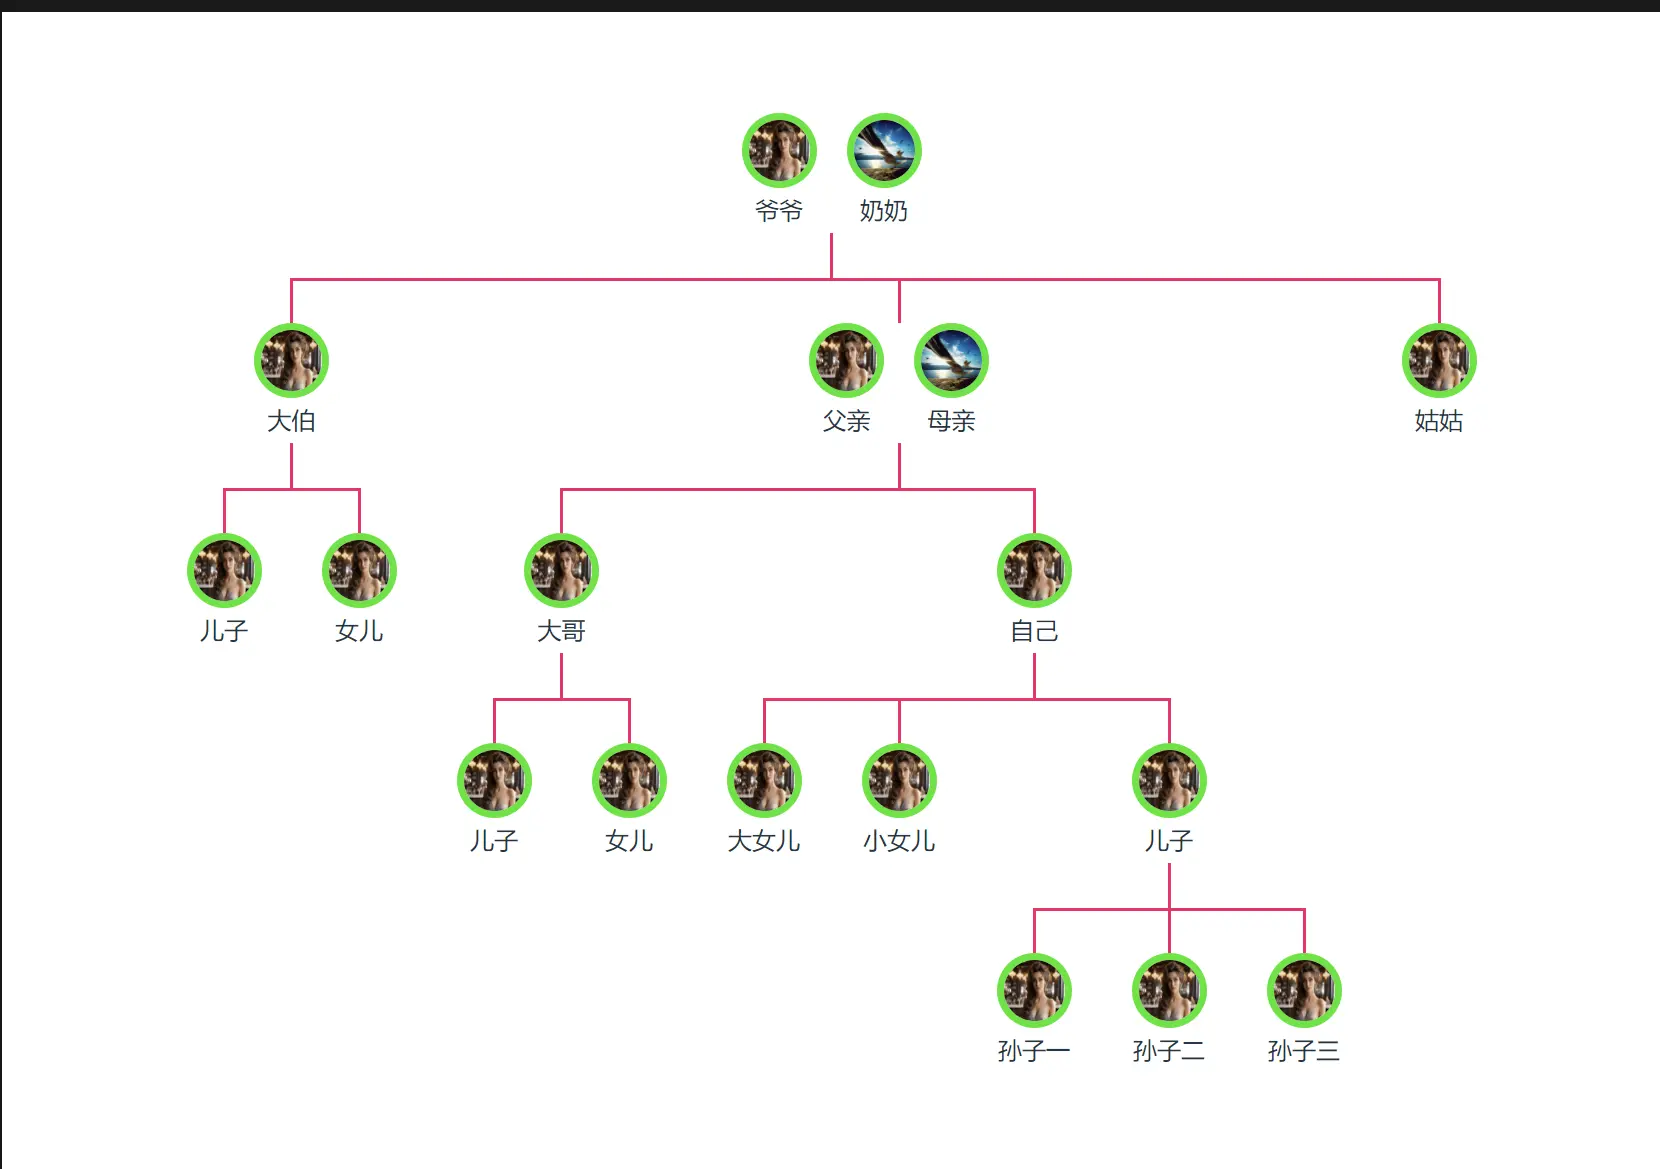 爷爷 奶奶
大伯 父亲 母亲 姑姑
儿子 女儿 大哥 自己
儿子 女儿 大女儿 小女儿 儿子
孙子一 孙子二 孙子三